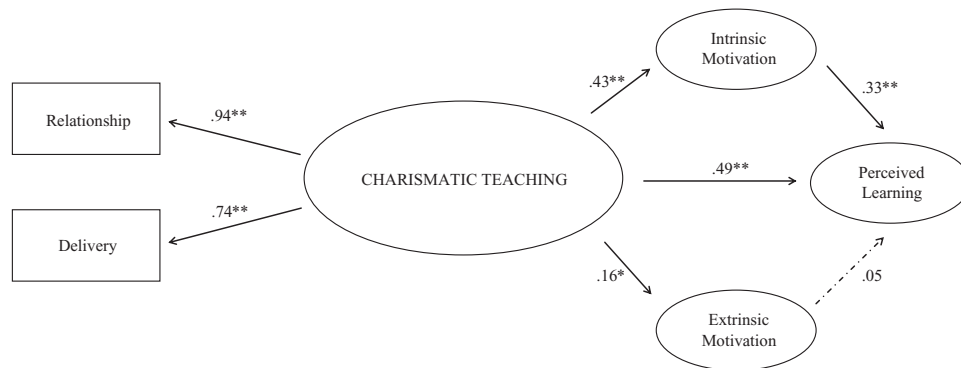 Intrinsic
Motivation
.43**
.33**
Relationship
.94**
CHARISMATIC TEACHING
.49**
Perceived
Learning
.74**
Delivery
.16*
.05
Extrinsic
Motivation